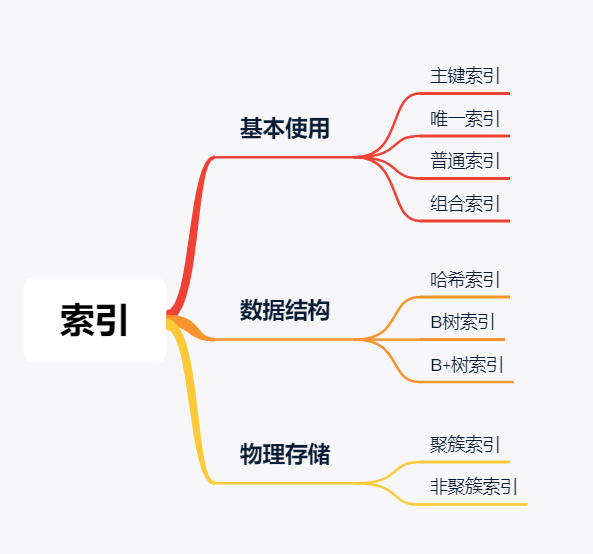 索引
基本使用
主键索引
唯一索引
普通索引
组合索引
数据结构
哈希索引
B树索引
B+树索引
物理存储
聚簇索引
非聚簇索引